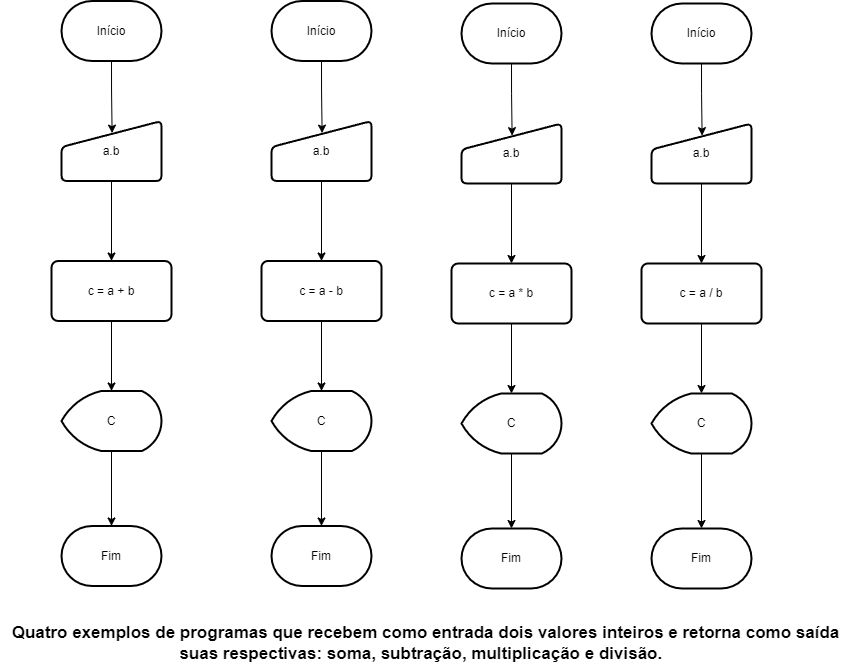 Início
Início
Início
Início
a.b
a.b
a.b
a.b
c = a + b
c = a - b
c = a * b
c = a / b
C
C
C
C
Fim
Fim
Fim
Fim
Quatro exemplos de programas que recebem como entrada dois valores inteiros e retorna como saída
suas respectivas: soma, subtração, multiplicação e divisão.